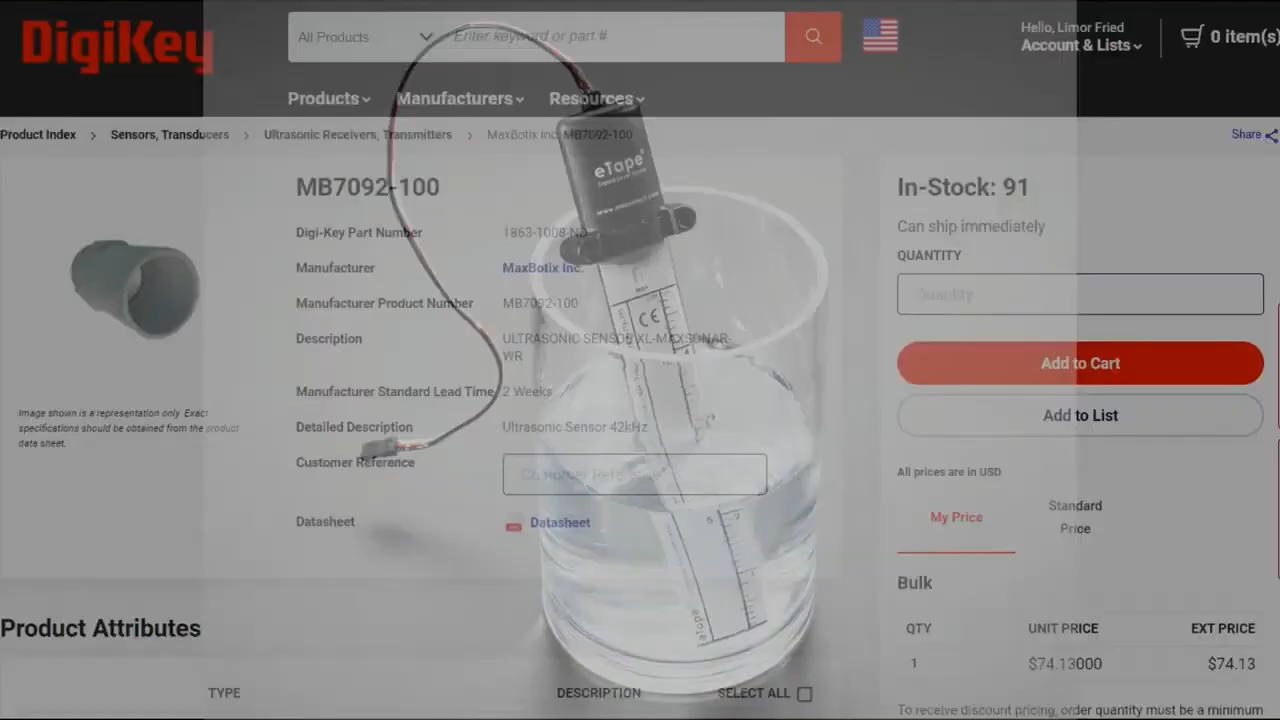 DigiKey
All Products
Enter keyword or part #
Hello, Limor Fried
Account & Lists
0 item(s)
Products
Manufacturers
Resources
Product Index > Sensors, Transducers > Ultrasonic Receivers, Transmitters > MaxBotix Inc. MB7092-100
Share
MB7092-100
Digi-Key Part Number 1863-1008-ND
Manufacturer MaxBotix Inc.
Manufacturer Product Number MB7092-100
Description ULTRASONIC SENSOR XL-MAXSONAR-
WR
Manufacturer Standard Lead Time 2 Weeks
Detailed Description Ultrasonic Sensor 42kHz
Customer Reference
Customer Reference
Datasheet Datasheet
Image shown is a representation only. Exact
specifications should be obtained from the product
data sheet.
eTape
CE
In-Stock: 91
Can ship immediately
QUANTITY
Quantity
Add to Cart
Add to List
All prices are in USD
My Price
Standard
Price
Bulk
QTY UNIT PRICE EXT PRICE
1 $74.13000 $74.13
To receive discount pricing, order quantity must be a minimum
Product Attributes
TYPE DESCRIPTION SELECT ALL